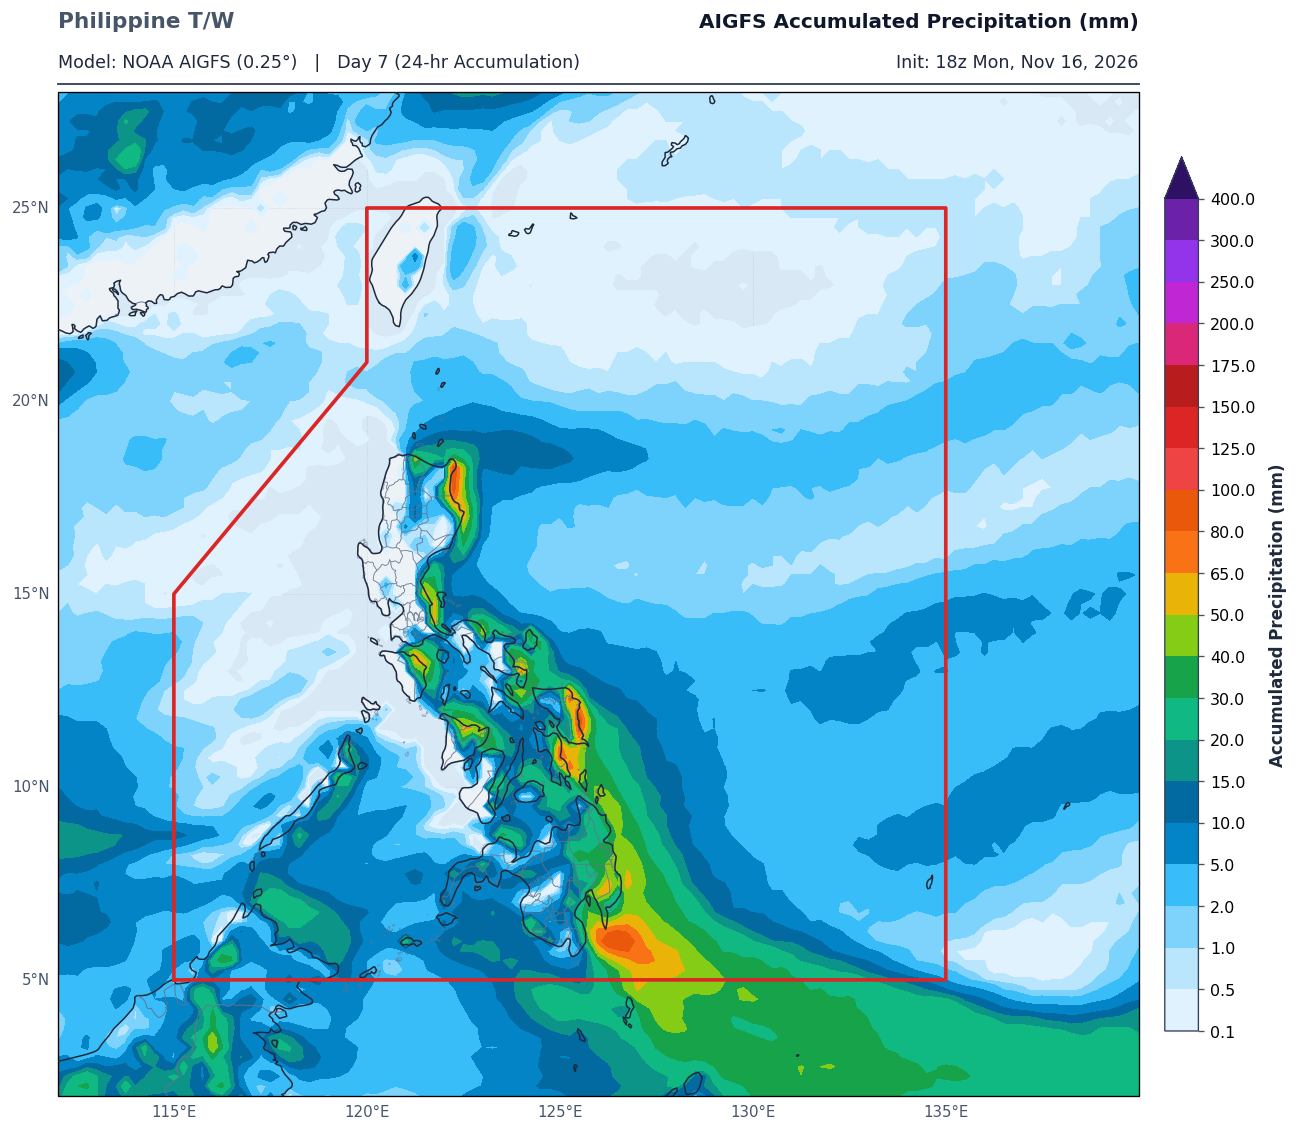 Philippine T/W
AIGFS Accumulated Precipitation (mm)
Model: NOAA AIGFS (0.25°)   |   Day 7 (24-hr Accumulation)
Init: 18z Mon, Nov 16, 2026
25°N
20°N
15°N
10°N
5°N
115°E
120°E
125°E
130°E
135°E
400.0
300.0
250.0
200.0
175.0
150.0
125.0
100.0
80.0
65.0
50.0
40.0
30.0
20.0
15.0
10.0
5.0
2.0
1.0
0.5
0.1
Accumulated Precipitation (mm)